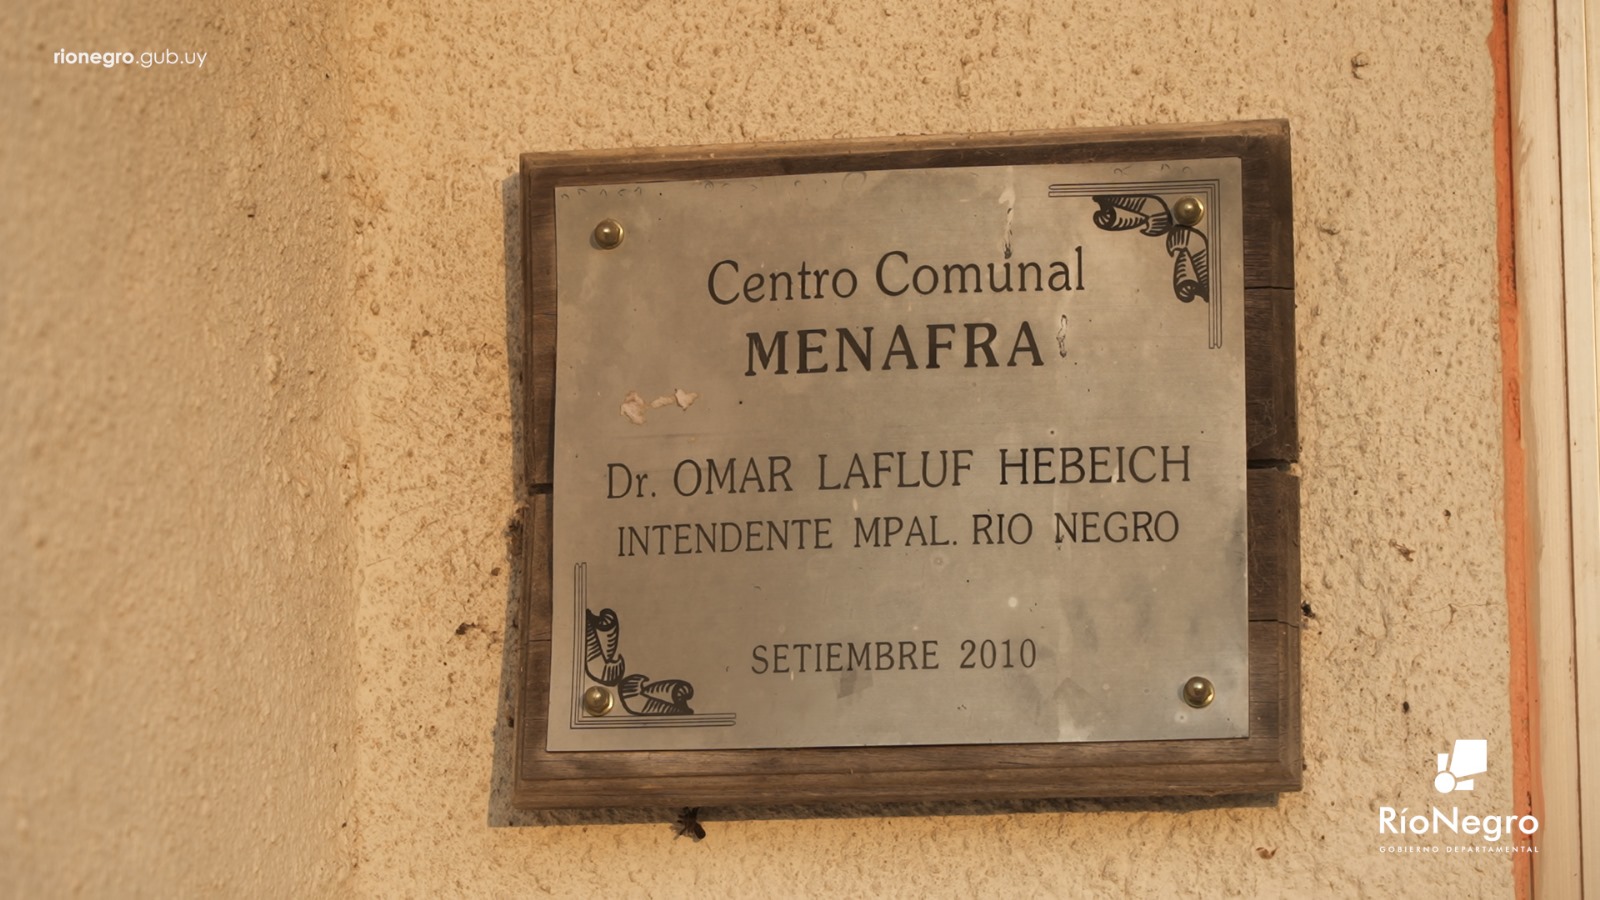 rionegro.gub.uy
Centro Comunal
MENAFRA
Dr. OMAR LAFLUF HEBEICH
INTENDENTE MPAL. RIO NEGRO
SETIEMBRE 2010
RíoNegro
GOBIERNO DEPARTAMENTAL